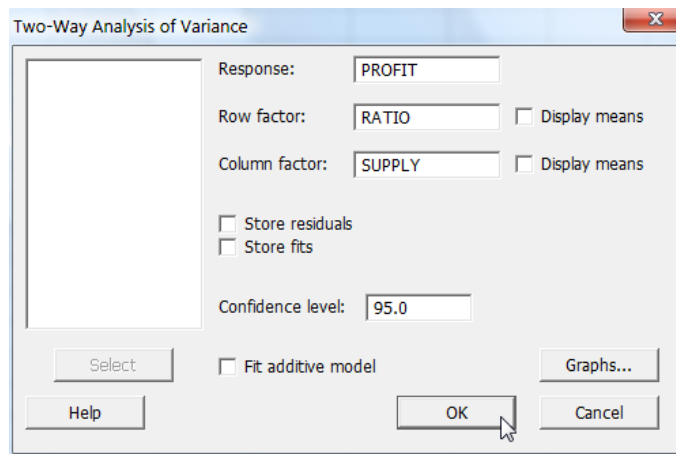 Two-Way Analysis of Variance
Response: PROFIT
Row factor: RATIO Display means
Column factor: SUPPLY Display means
Store residuals
Store fits
Confidence level: 95.0
Select Fit additive model Graphs...
Help OK Cancel